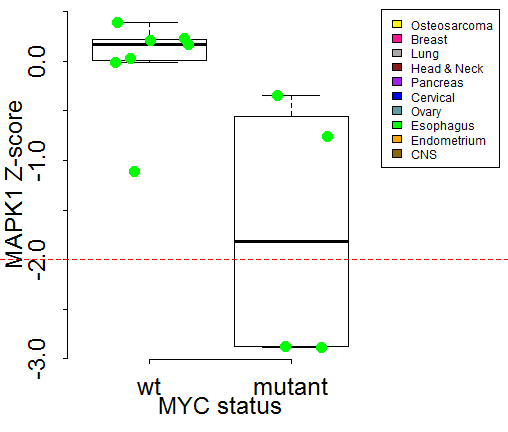 MAPK1 Z-score
0.0
-1.0
-2.0
-3.0
wt
mutant
MYC status
Osteosarcoma
Breast
Lung
Head & Neck
Pancreas
Cervical
Ovary
Esophagus
Endometrium
CNS